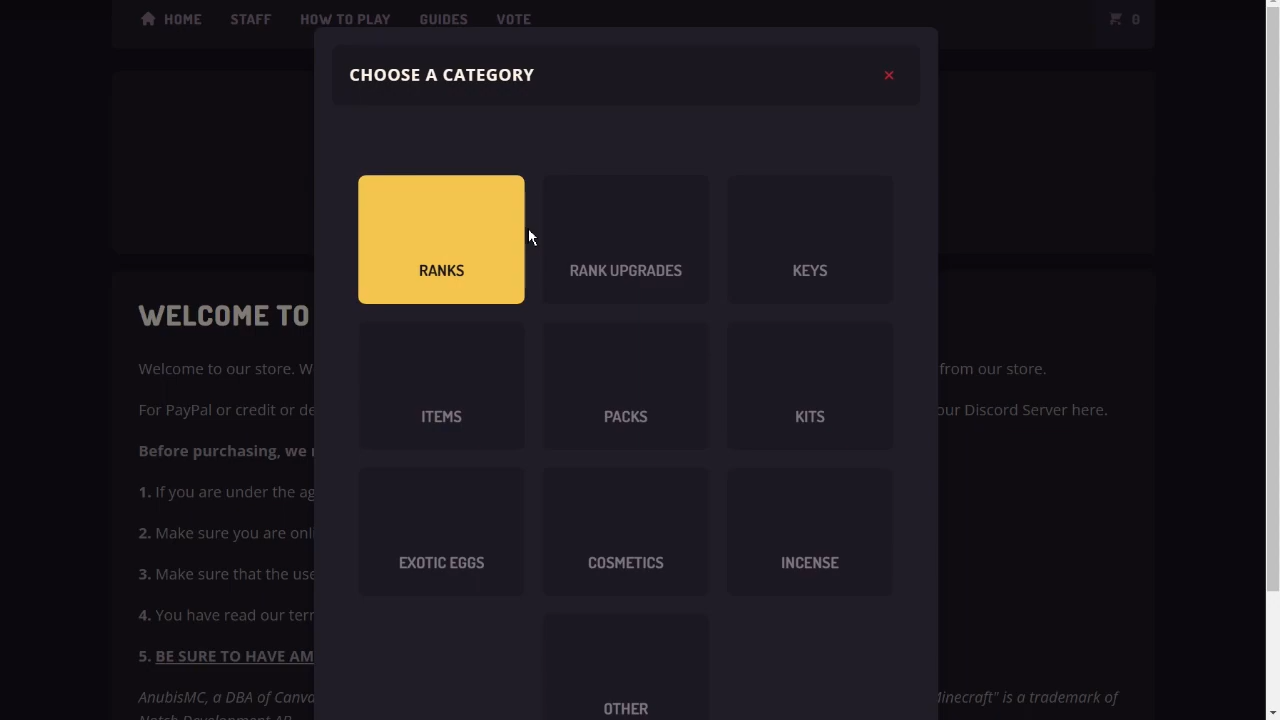 HOME STAFF HOW TO PLAY GUIDES VOTE 0
CHOOSE A CATEGORY
RANKS RANK UPGRADES KEYS
WELCOME TO
Welcome to our store. W from our store.
ITEMS PACKS KITS
For PayPal or credit or de our Discord Server here.
Before purchasing, we
1. If you are under the ag
2. Make sure you are onl
EXOTIC EGGS COSMETICS INCENSE
3. Make sure that the use
4. You have read our terr
5. BE SURE TO HAVE AM
AnubisMC, a DBA of Canva Minecraft" is a trademark of
OTHER
Notch Development AB